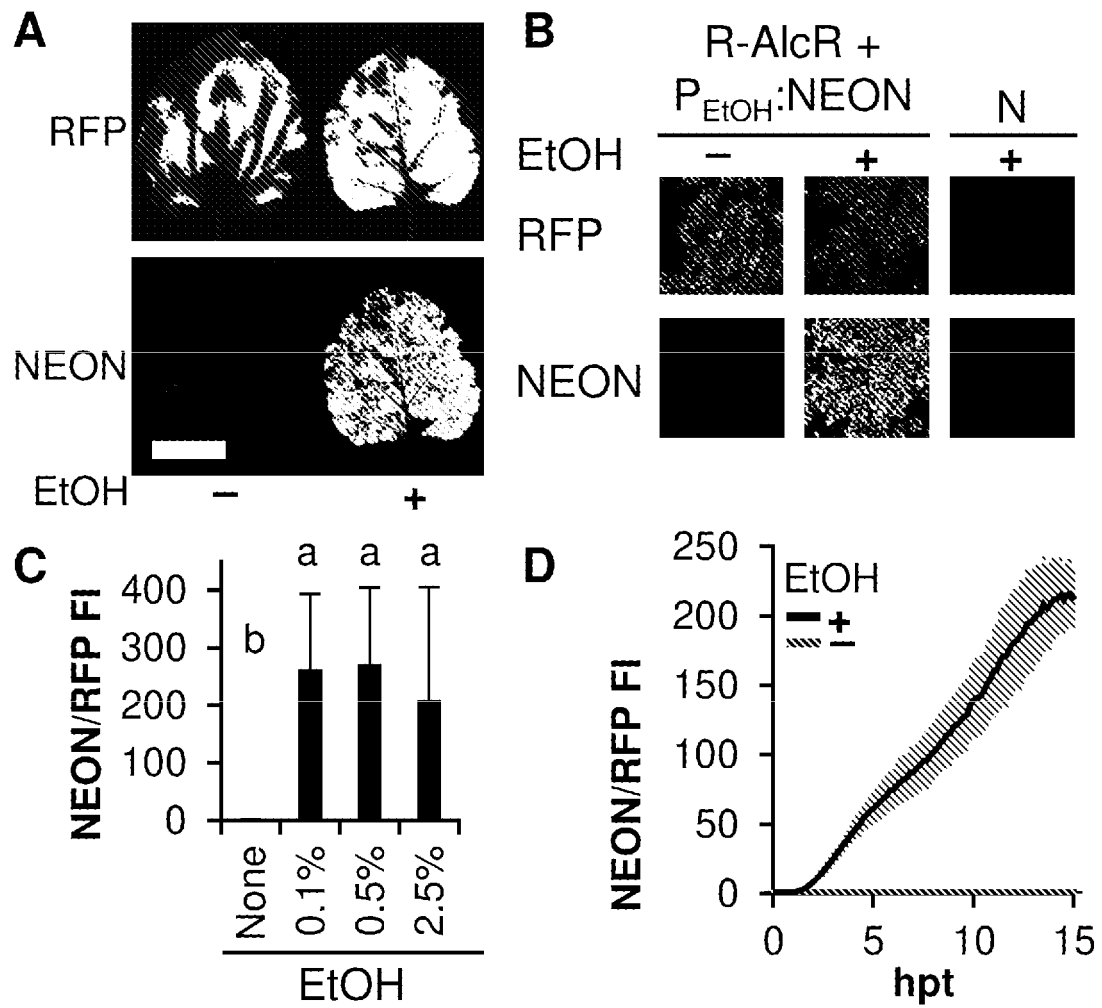 A
RFP
NEON
EtOH − +
B
R-AlcR +
P_EtOH:NEON N
EtOH − + +
RFP
NEON
C
a a a
b
NEON/RFP FI
400
300
200
100
0
None 0.1% 0.5% 2.5%
EtOH
D
EtOH
+
−
NEON/RFP FI
250
200
150
100
50
0
0 5 10 15
hpt